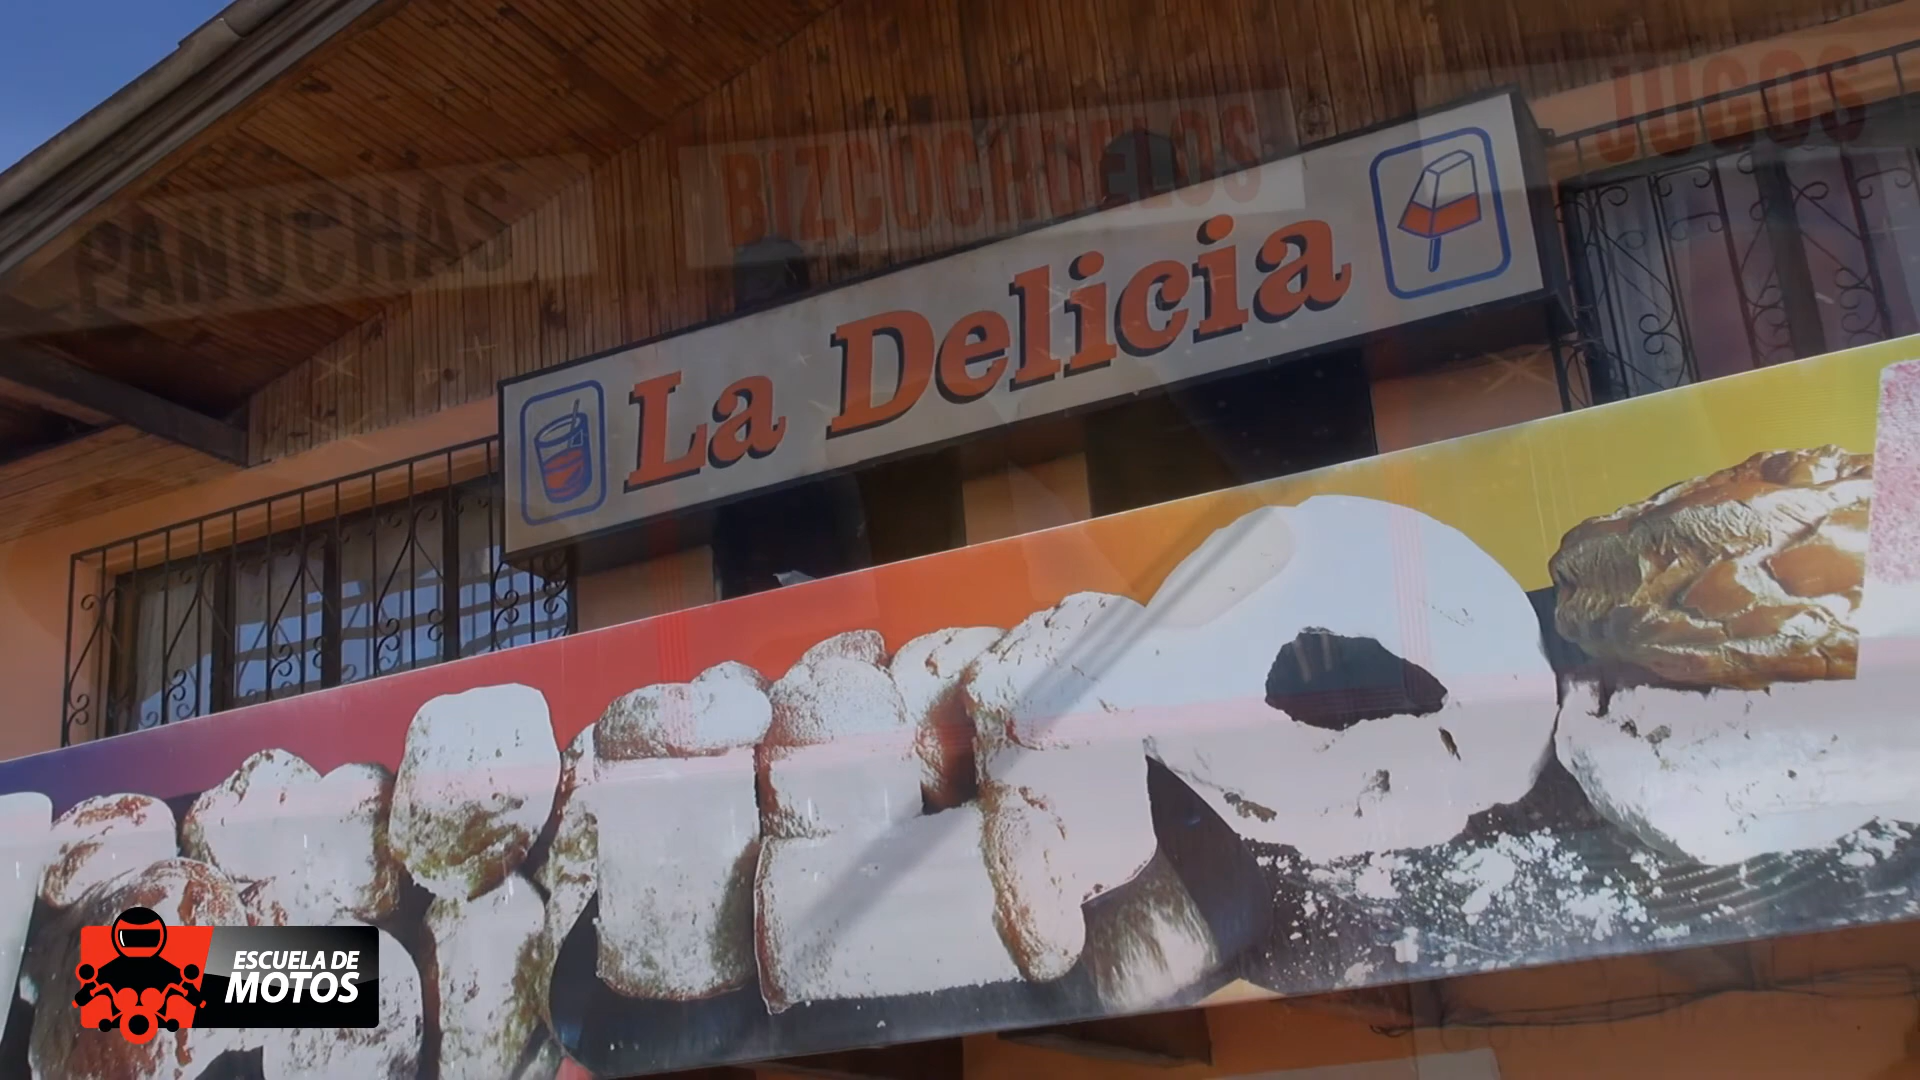 PANUCHAS
BIZCOCHUELOS
JUGOS
La Delicia
ESCUELA DE
MOTOS